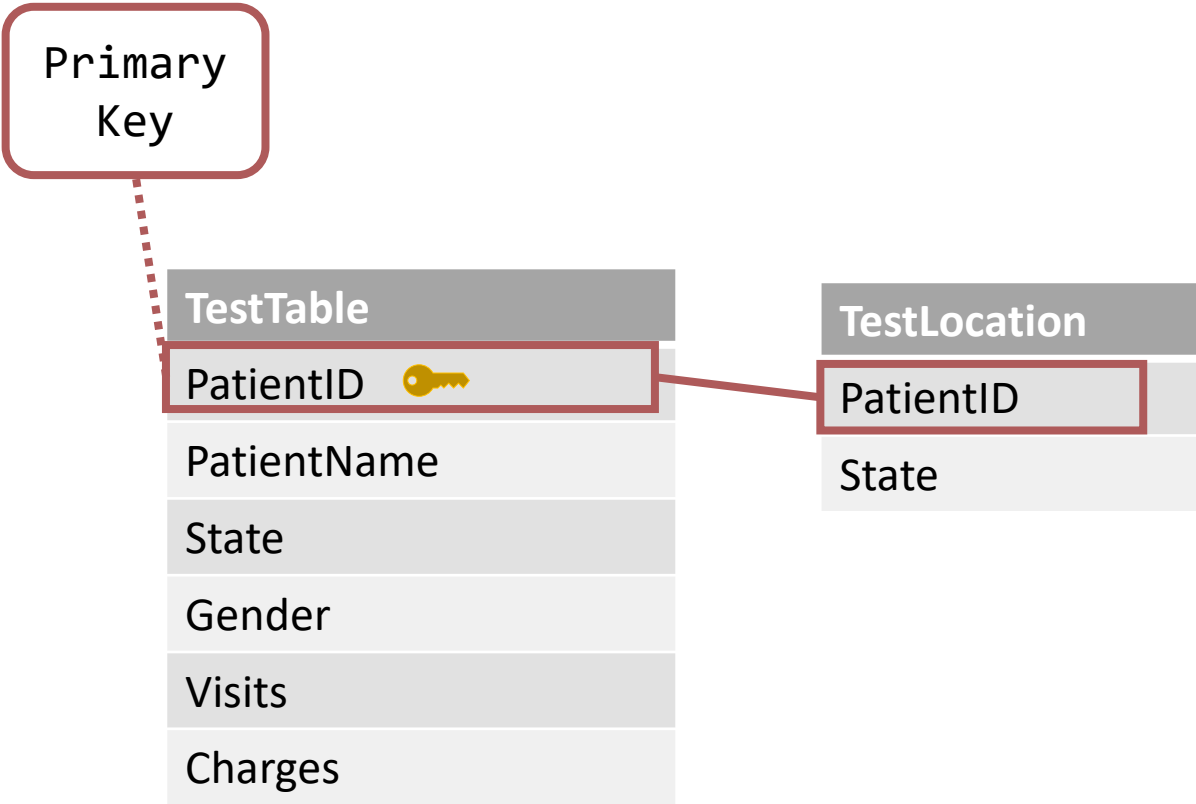 Primary
Key
TestTable
PatientID
PatientName
State
Gender
Visits
Charges
TestLocation
PatientID
State